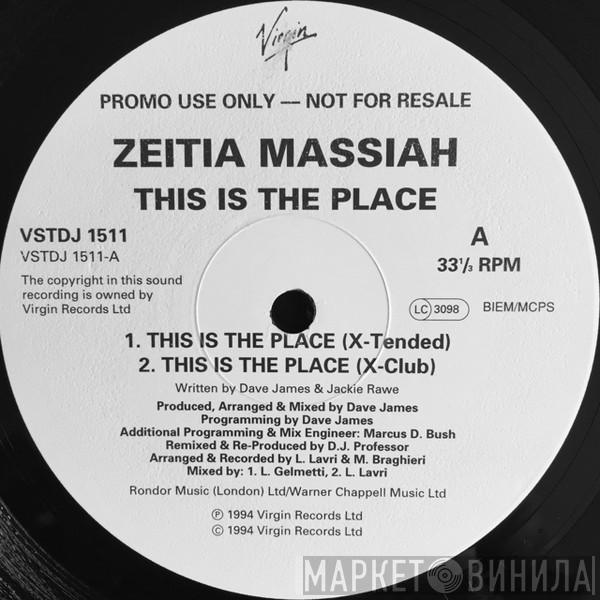 Virgin
PROMO USE ONLY — NOT FOR RESALE
ZEITIA MASSIAH
THIS IS THE PLACE
VSTDJ 1511
VSTDJ 1511-A
The copyright in this sound
recording is owned by
Virgin Records Ltd
A
33⅓ RPM
LC 3098
BIEM/MCPS
1. THIS IS THE PLACE (X-Tended)
2. THIS IS THE PLACE (X-Club)
Written by Dave James & Jackie Rawe
Produced, Arranged & Mixed by Dave James
Programming by Dave James
Additional Programming & Mix Engineer: Marcus D. Bush
Remixed & Re-Produced by D.J. Professor
Arranged & Recorded by L. Lavri & M. Braghieri
Mixed by: 1. L. Gelmetti, 2. L. Lavri
Rondor Music (London) Ltd/Warner Chappell Music Ltd
℗ 1994 Virgin Records Ltd
© 1994 Virgin Records Ltd
МАРКЕТ ВИНИЛА